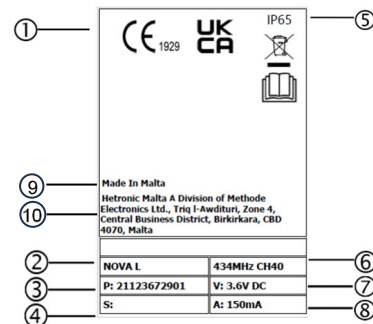 ① CE 1929 UK IP65 ⑤
CA
⑨ Made In Malta
Hetronic Malta A Division of Methode
⑩ Electronics Ltd., Triq l-Awdituri, Zone 4,
Central Business District, Birkirkara, CBD
4070, Malta
② NOVA L 434MHz CH40 ⑥
③ P: 21123672901 V: 3.6V DC ⑦
④ S: A: 150mA ⑧